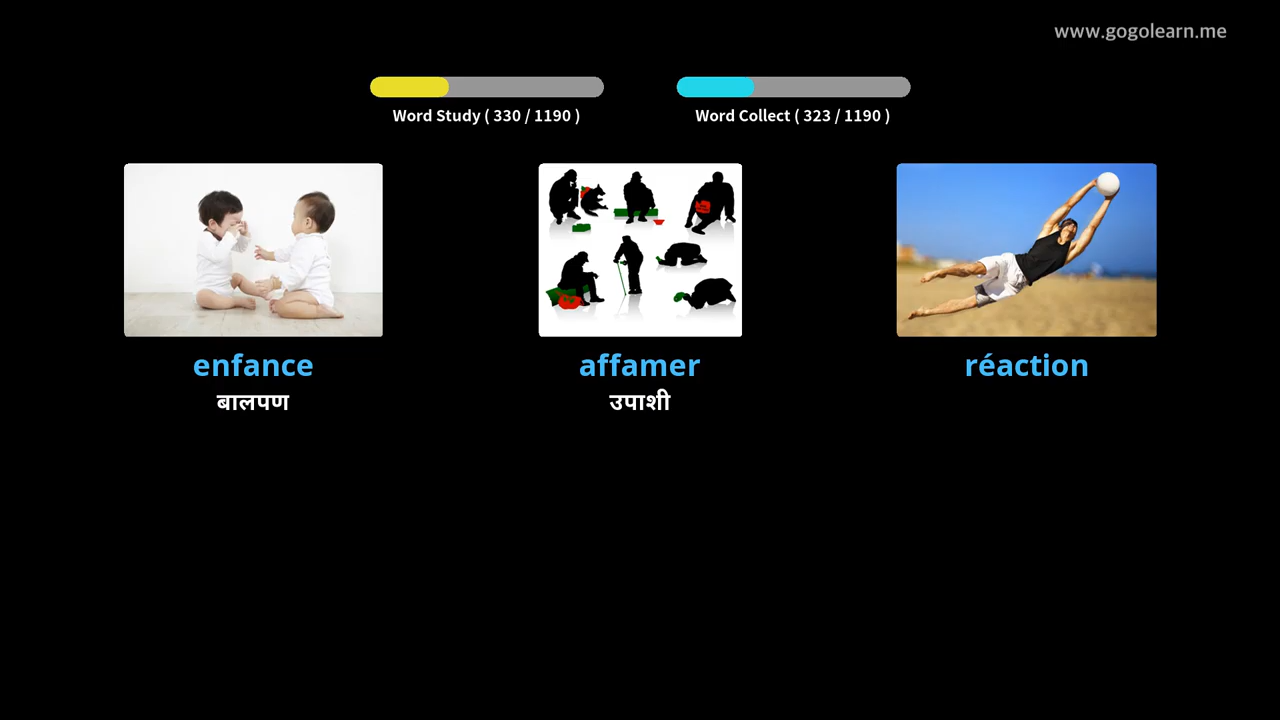 www.gogolearn.me
Word Study ( 330 / 1190 )
Word Collect ( 323 / 1190 )
enfance
बालपण
affamer
उपाशी
réaction